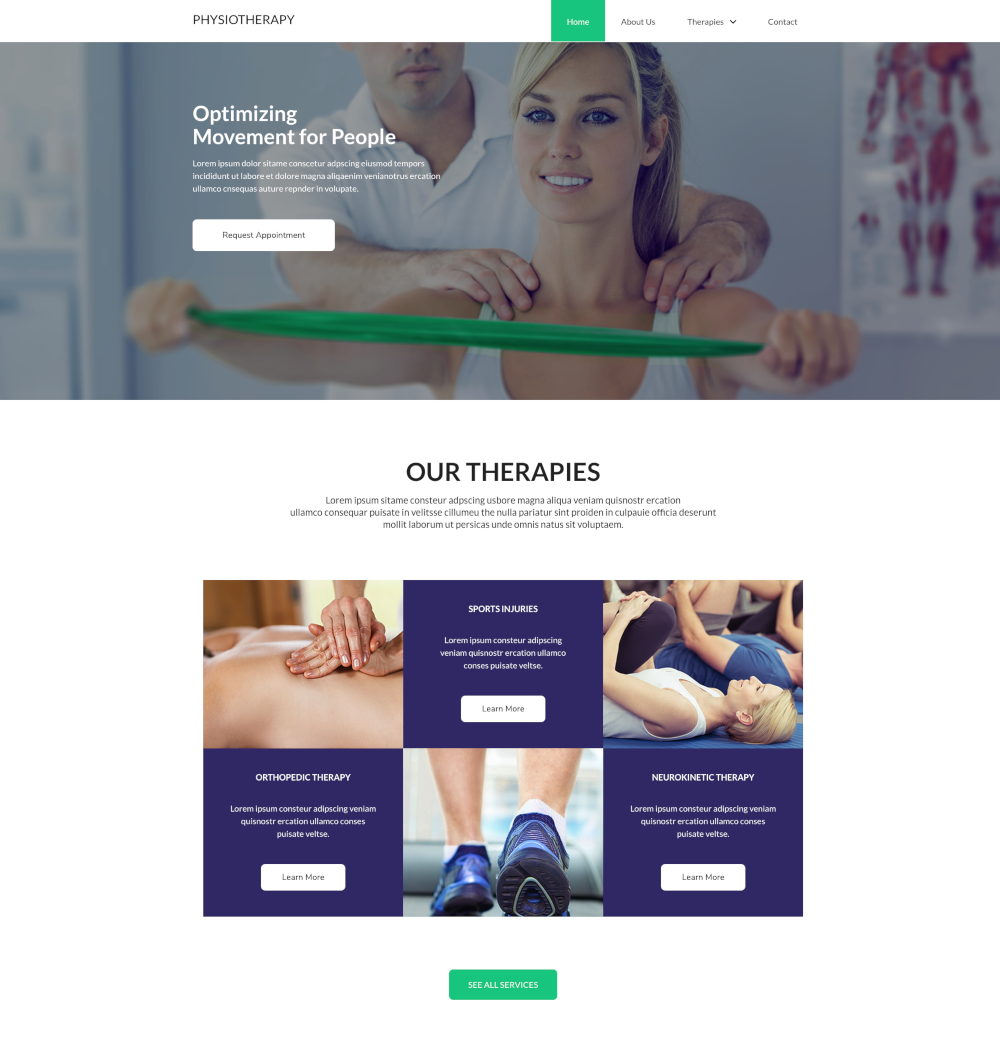 PHYSIOTHERAPY
Home
About Us
Therapies
Contact
Optimizing
Movement for People
Lorem ipsum dolor sitame conscetur adpscing eiusmod tempors
incididunt ut labore et dolore magna aliqaenim venianotrus ercation
ullamco cnsequas auture repnder in volupate.
Request Appointment
OUR THERAPIES
Lorem ipsum sitame consteur adpscing usbore magna aliqua veniam quisnostr ercation
ullamco consequar puisate in velitsse cillumeu the nulla pariatur sint proiden in culpauie officia deserunt
mollit laborum ut persicas unde omnis natus sit voluptaem.
SPORTS INJURIES
Lorem ipsum consteur adipscing
veniam quisnostr ercation ullamco
conses puisate veltse.
Learn More
ORTHOPEDIC THERAPY
Lorem ipsum consteur adipscing veniam
quisnostr ercation ullamco conses
puisate veltse.
Learn More
NEUROKINETIC THERAPY
Lorem ipsum consteur adipscing veniam
quisnostr ercation ullamco conses
puisate veltse.
Learn More
SEE ALL SERVICES